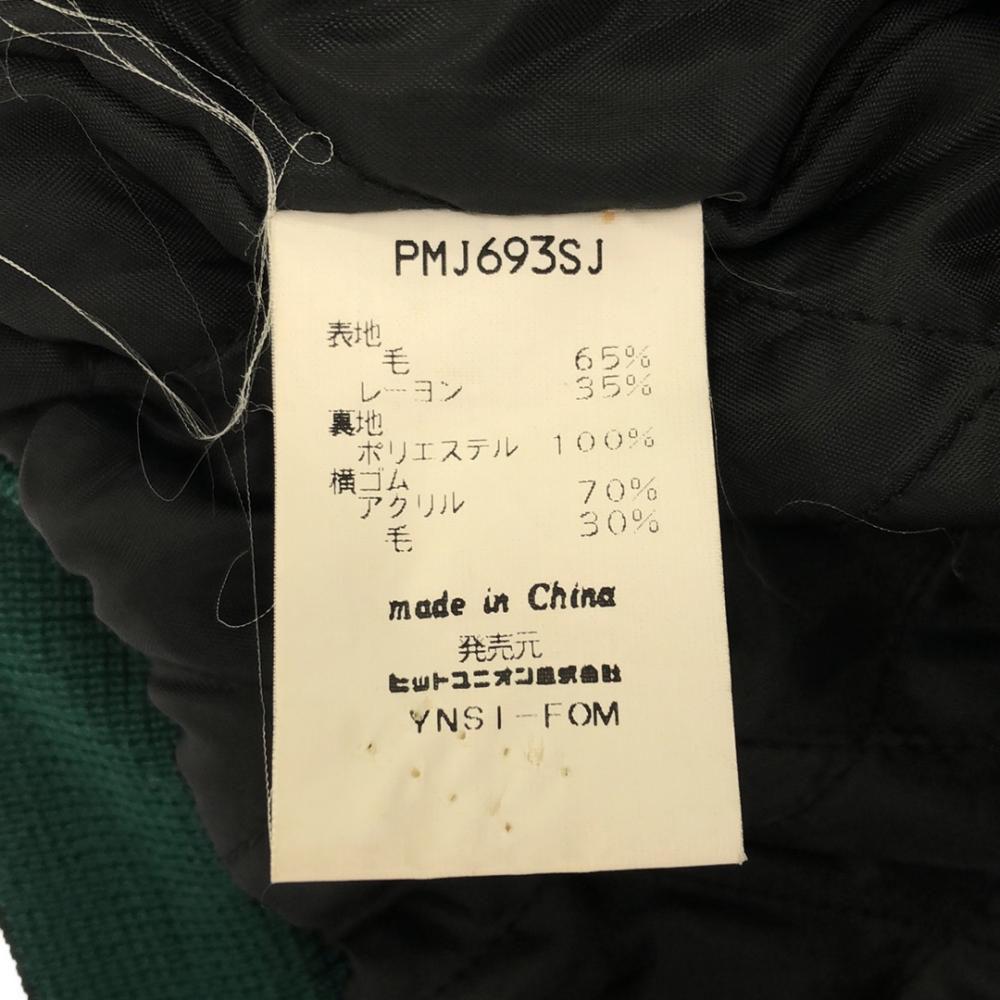 PMJ693SJ
表地
毛 65%
レーヨン 35%
裏地
ポリエステル 100%
横ゴム
アクリル 70%
毛 30%
made in China
発売元
ヒットユニオン株式会社
YNSI-FOM